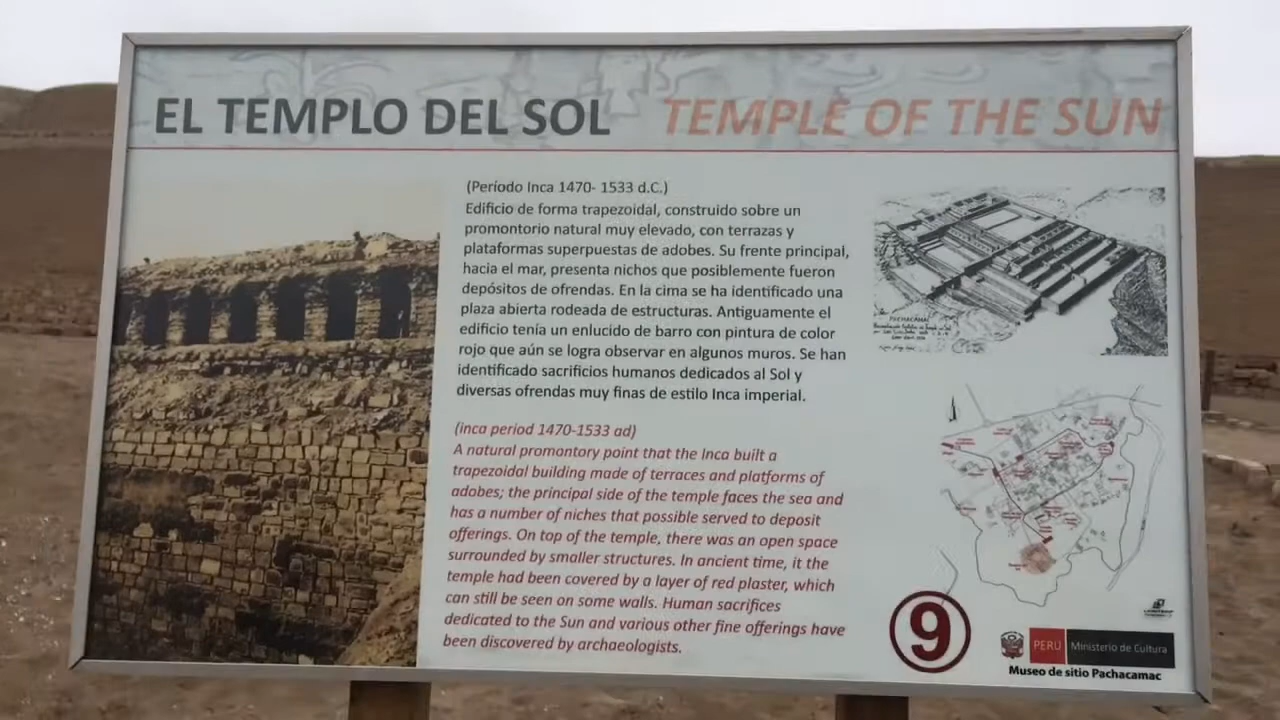 EL TEMPLO DEL SOL TEMPLE OF THE SUN
(Período Inca 1470- 1533 d.C.)
Edificio de forma trapezoidal, construido sobre un
promontorio natural muy elevado, con terrazas y
plataformas superpuestas de adobes. Su frente principal,
hacia el mar, presenta nichos que posiblemente fueron
depósitos de ofrendas. En la cima se ha identificado una
plaza abierta rodeada de estructuras. Antiguamente el
edificio tenía un enlucido de barro con pintura de color
rojo que aún se logra observar en algunos muros. Se han
identificado sacrificios humanos dedicados al Sol y
diversas ofrendas muy finas de estilo Inca imperial.
(inca period 1470-1533 ad)
A natural promontory point that the Inca built a
trapezoidal building made of terraces and platforms of
adobes; the principal side of the temple faces the sea and
has a number of niches that possible served to deposit
offerings. On top of the temple, there was an open space
surrounded by smaller structures. In ancient time, it the
temple had been covered by a layer of red plaster, which
can still be seen on some walls. Human sacrifices
dedicated to the Sun and various other fine offerings have
been discovered by archaeologists.
PACHACAMAC
9
PERÚ Ministerio de Cultura
Museo de sitio Pachacamac